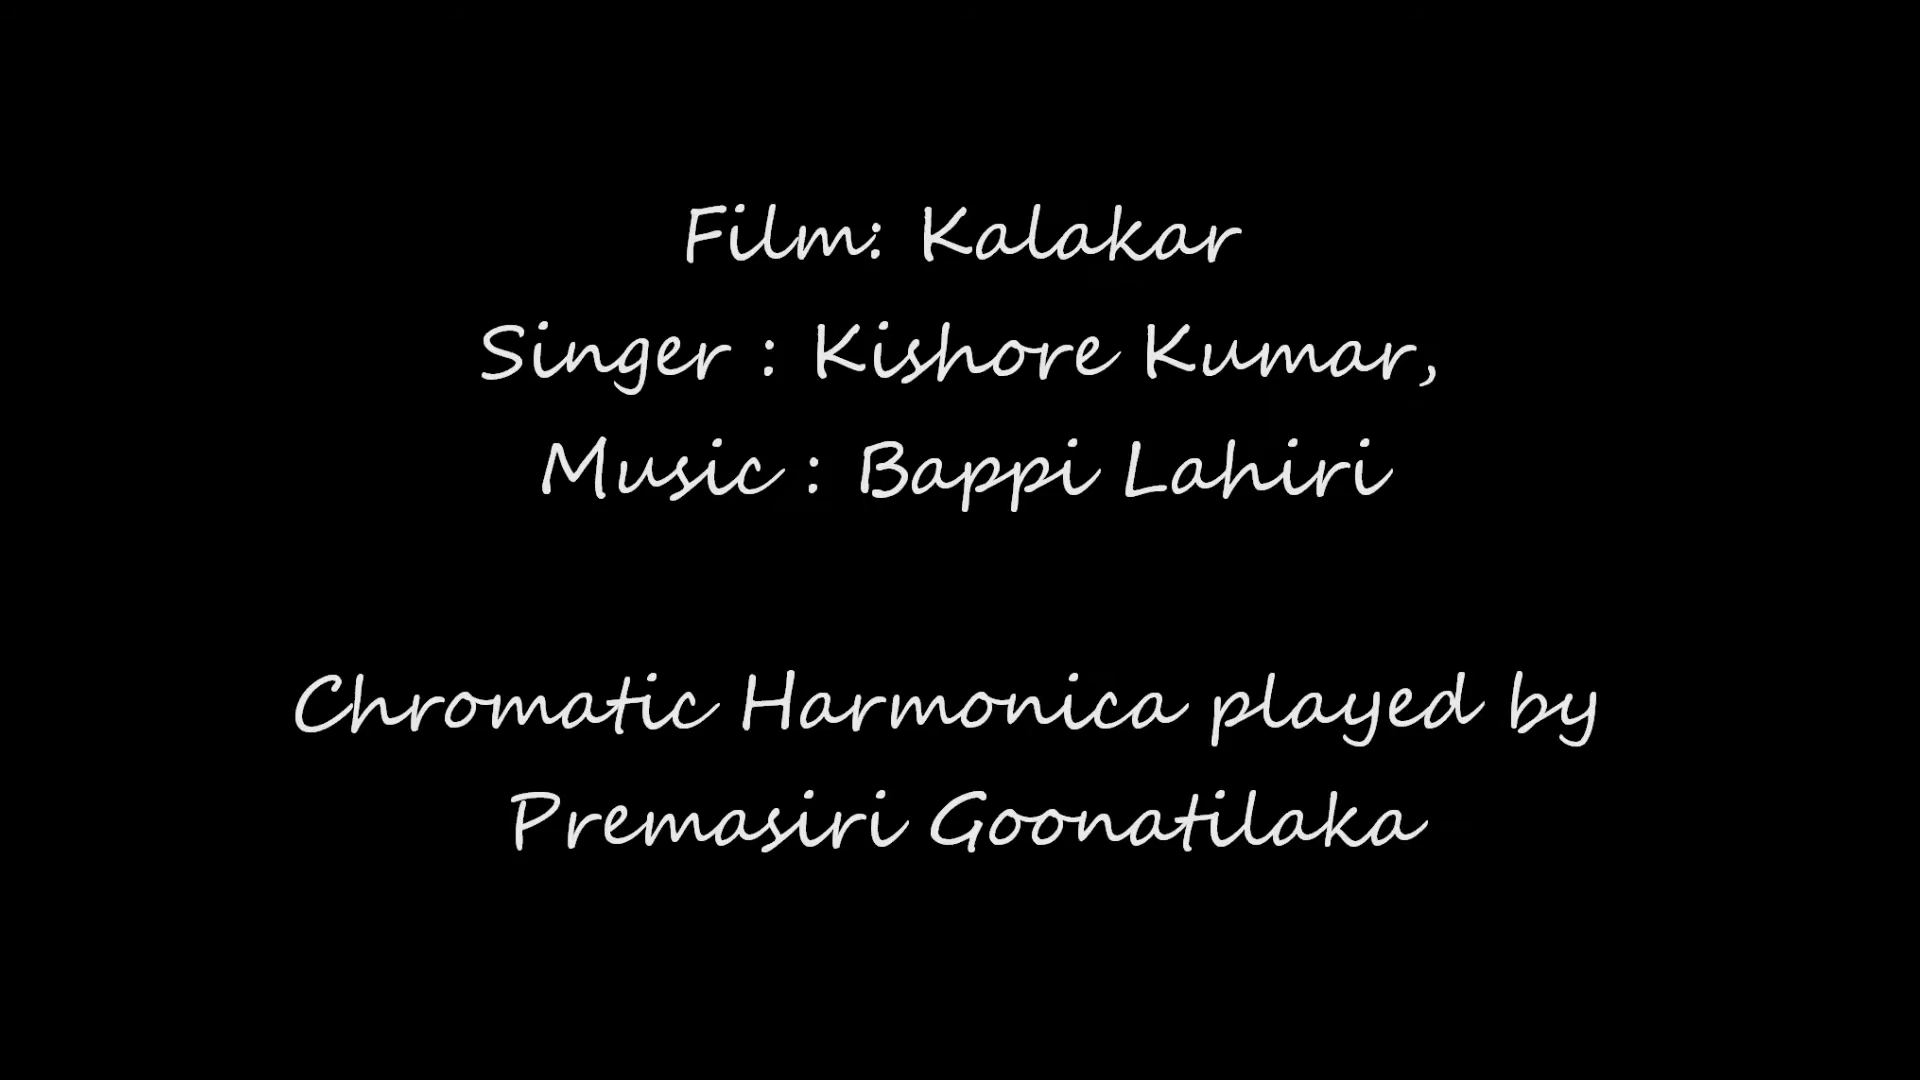 Film: Kalakar
Singer : Kishore Kumar,
Music : Bappi Lahiri
Chromatic Harmonica played by
Premasiri Goonatilaka